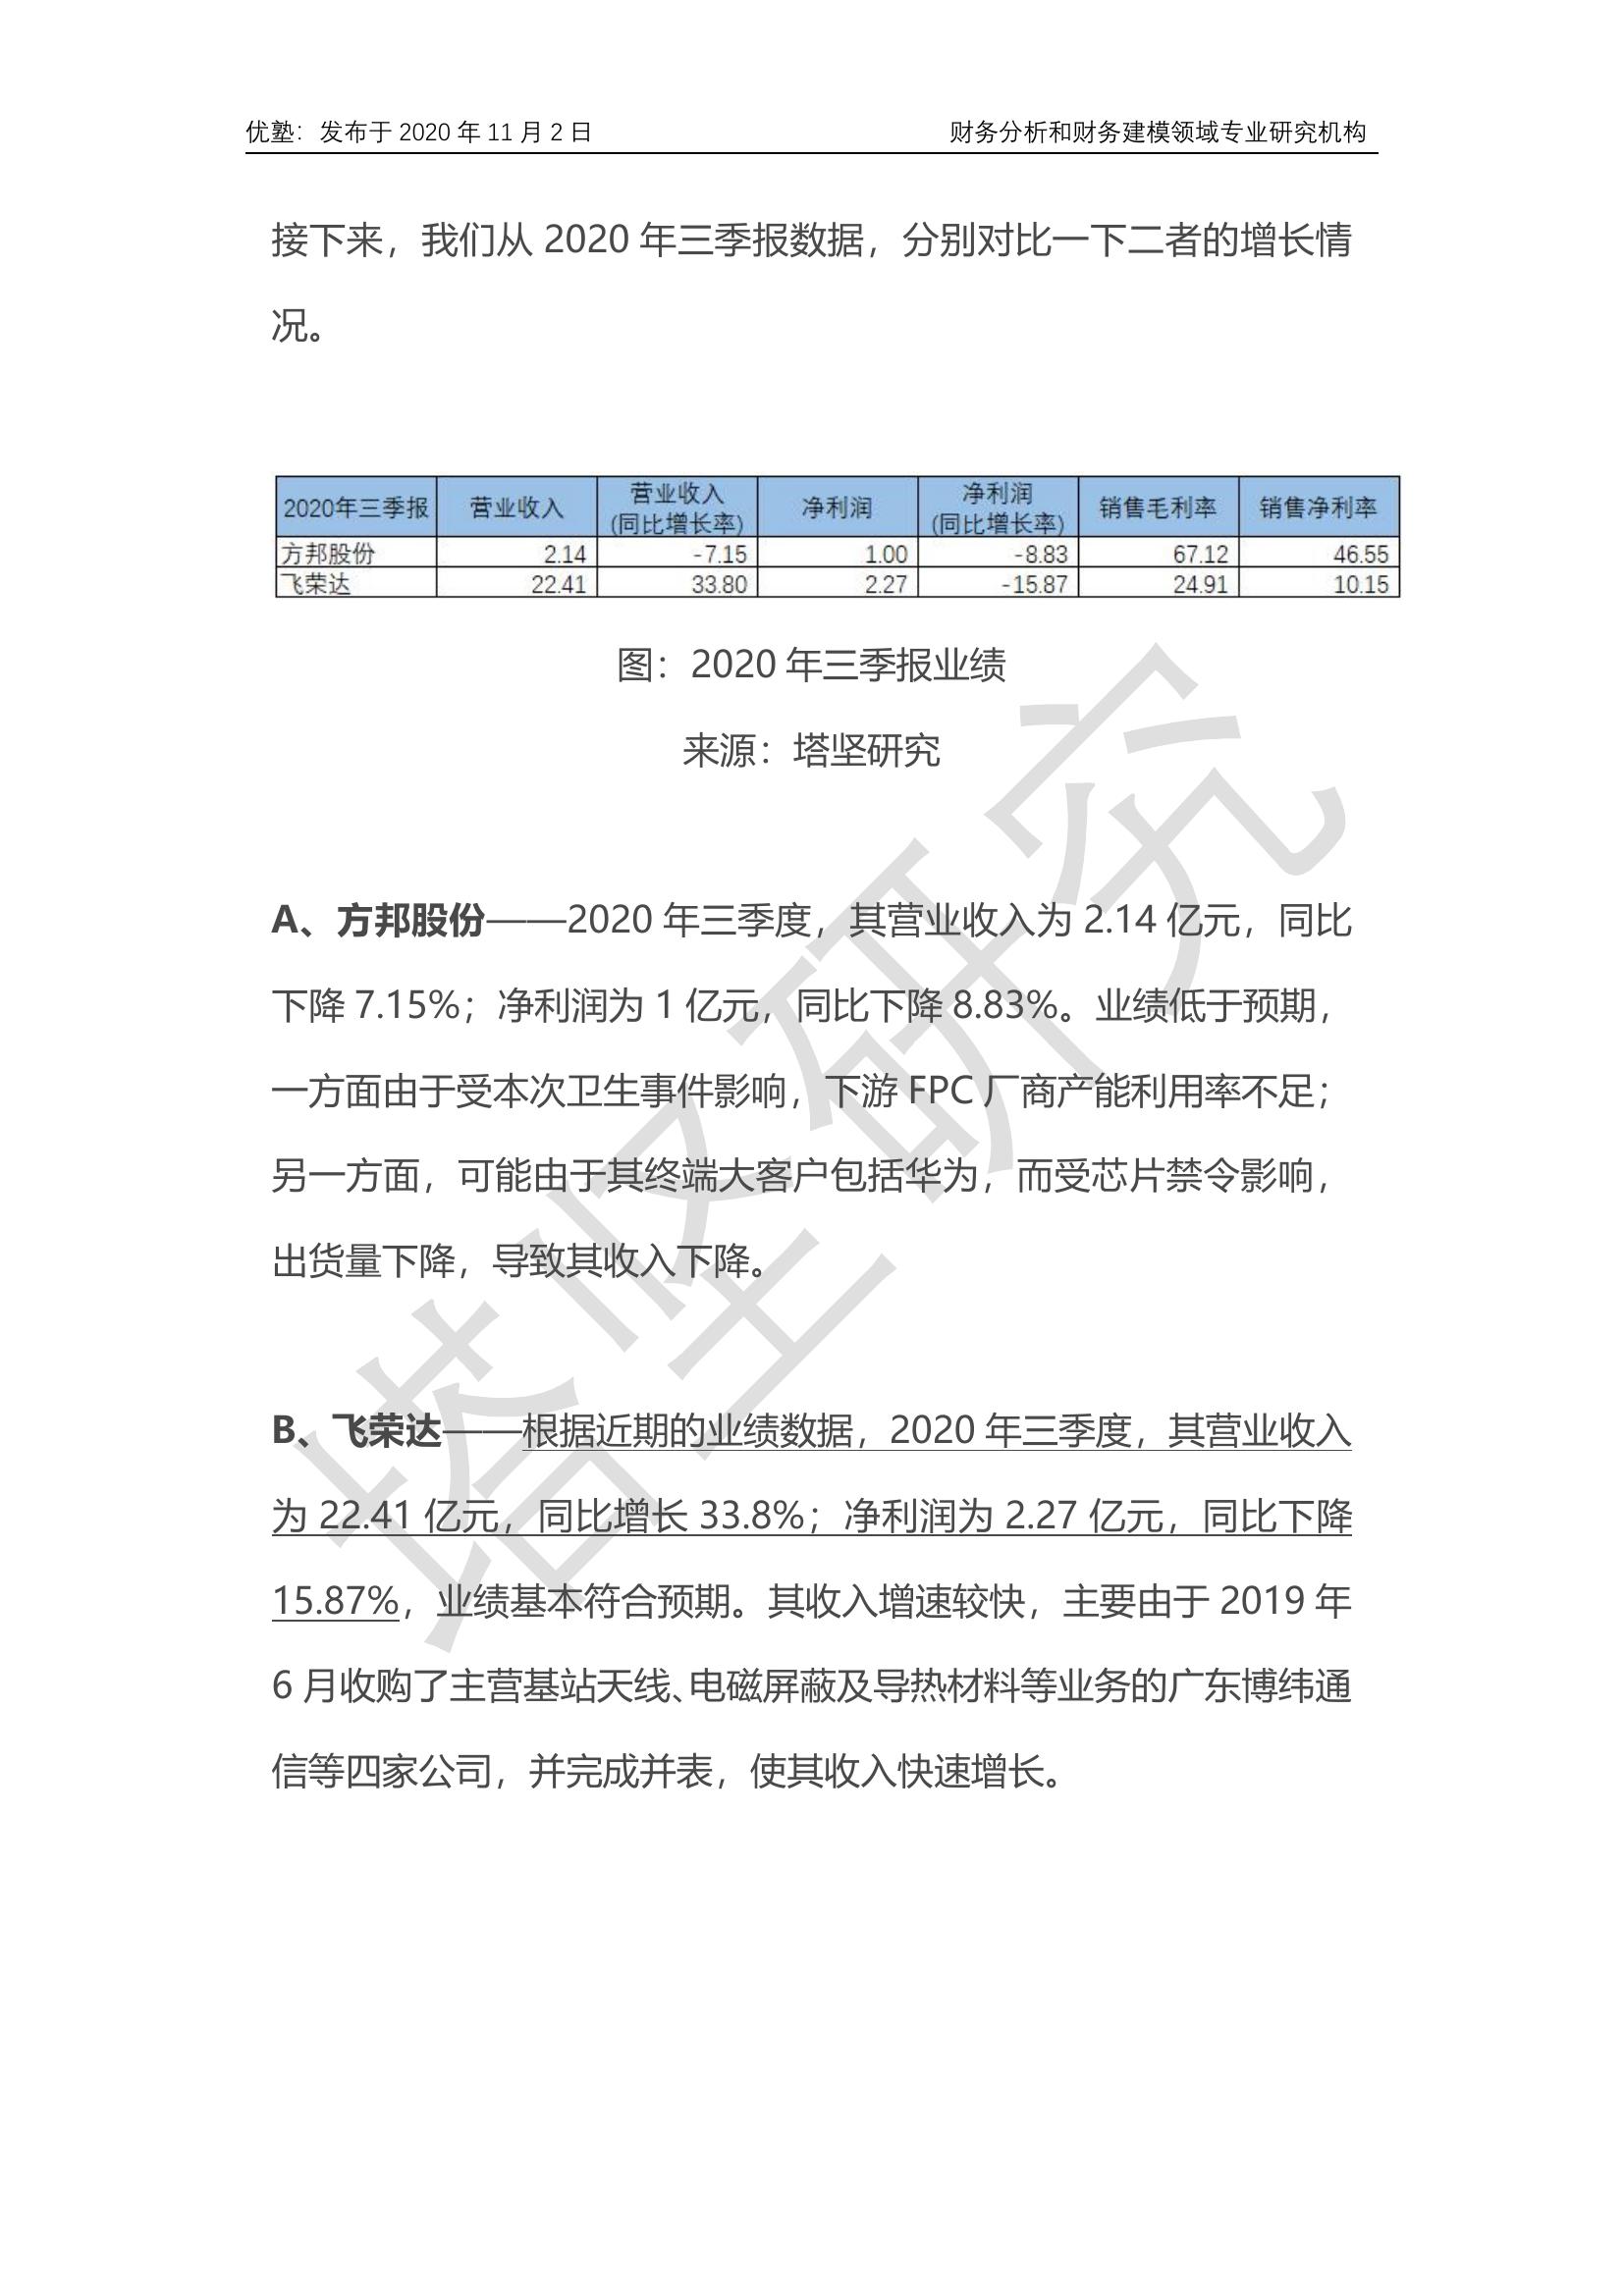 优塾：发布于 2020 年 11 月 2 日 财务分析和财务建模领域专业研究机构
接下来，我们从 2020 年三季报数据，分别对比一下二者的增长情
况。
2020年三季报 营业收入 营业收入(同比增长率) 净利润 净利润(同比增长率) 销售毛利率 销售净利率
方邦股份 2.14 -7.15 1.00 -8.83 67.12 46.55
飞荣达 22.41 33.80 2.27 -15.87 24.91 10.15
图：2020 年三季报业绩
来源：塔坚研究
A、方邦股份——2020 年三季度，其营业收入为 2.14 亿元，同比
下降 7.15%；净利润为 1 亿元，同比下降 8.83%。业绩低于预期，
一方面由于受本次卫生事件影响，下游 FPC 厂商产能利用率不足；
另一方面，可能由于其终端大客户包括华为，而受芯片禁令影响，
出货量下降，导致其收入下降。
B、飞荣达——根据近期的业绩数据，2020 年三季度，其营业收入
为 22.41 亿元，同比增长 33.8%；净利润为 2.27 亿元，同比下降
15.87%，业绩基本符合预期。其收入增速较快，主要由于 2019 年
6 月收购了主营基站天线、电磁屏蔽及导热材料等业务的广东博纬通
信等四家公司，并完成并表，使其收入快速增长。
塔坚研究